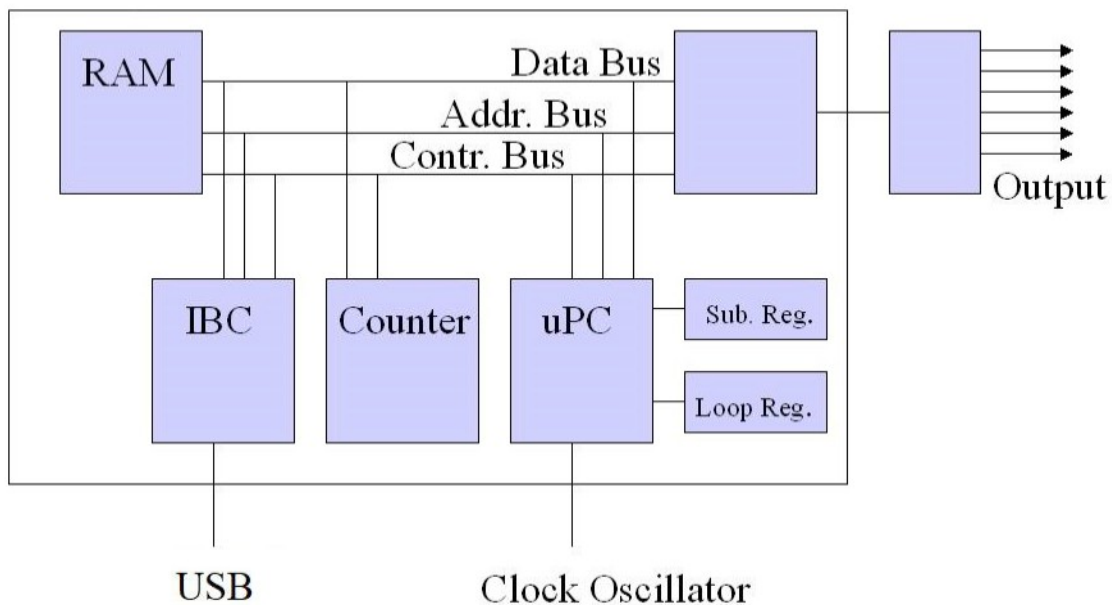 RAM
Data Bus
Addr. Bus
Contr. Bus
Output
IBC
Counter
uPC
Sub. Reg.
Loop Reg.
USB
Clock Oscillator